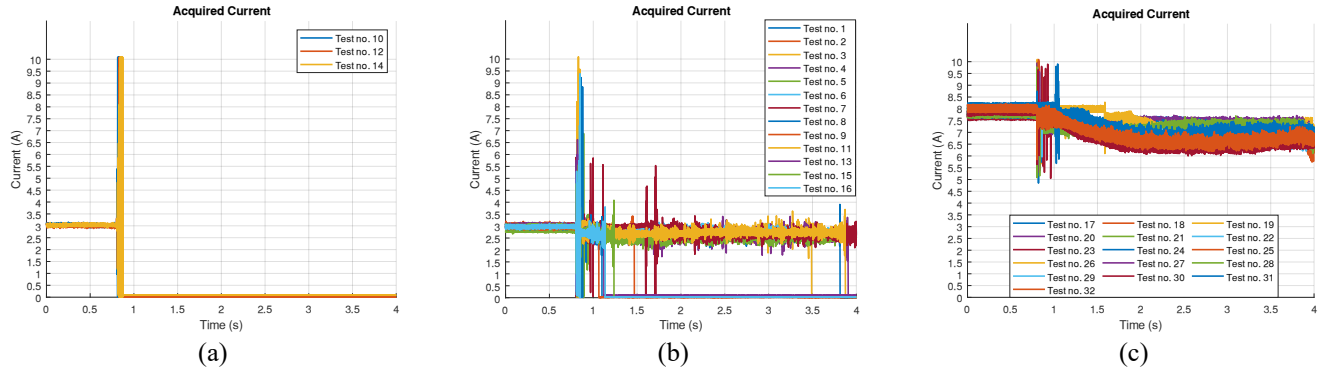 Acquired Current
Current (A)
10
9.5
9
8.5
8
7.5
7
6.5
6
5.5
5
4.5
4
3.5
3
2.5
2
1.5
1
0.5
0
0 0.5 1 1.5 2 2.5 3 3.5 4
Time (s)
Test no. 10
Test no. 12
Test no. 14
(a)
Acquired Current
Current (A)
10
9.5
9
8.5
8
7.5
7
6.5
6
5.5
5
4.5
4
3.5
3
2.5
2
1.5
1
0.5
0
0 0.5 1 1.5 2 2.5 3 3.5 4
Time (s)
Test no. 1
Test no. 2
Test no. 3
Test no. 4
Test no. 5
Test no. 6
Test no. 7
Test no. 8
Test no. 9
Test no. 11
Test no. 13
Test no. 15
Test no. 16
(b)
Acquired Current
Current (A)
10
9.5
9
8.5
8
7.5
7
6.5
6
5.5
5
4.5
4
3.5
3
2.5
2
1.5
1
0.5
0
0 0.5 1 1.5 2 2.5 3 3.5 4
Time (s)
Test no. 17 Test no. 18 Test no. 19
Test no. 20 Test no. 21 Test no. 22
Test no. 23 Test no. 24 Test no. 25
Test no. 26 Test no. 27 Test no. 28
Test no. 29 Test no. 30 Test no. 31
Test no. 32
(c)